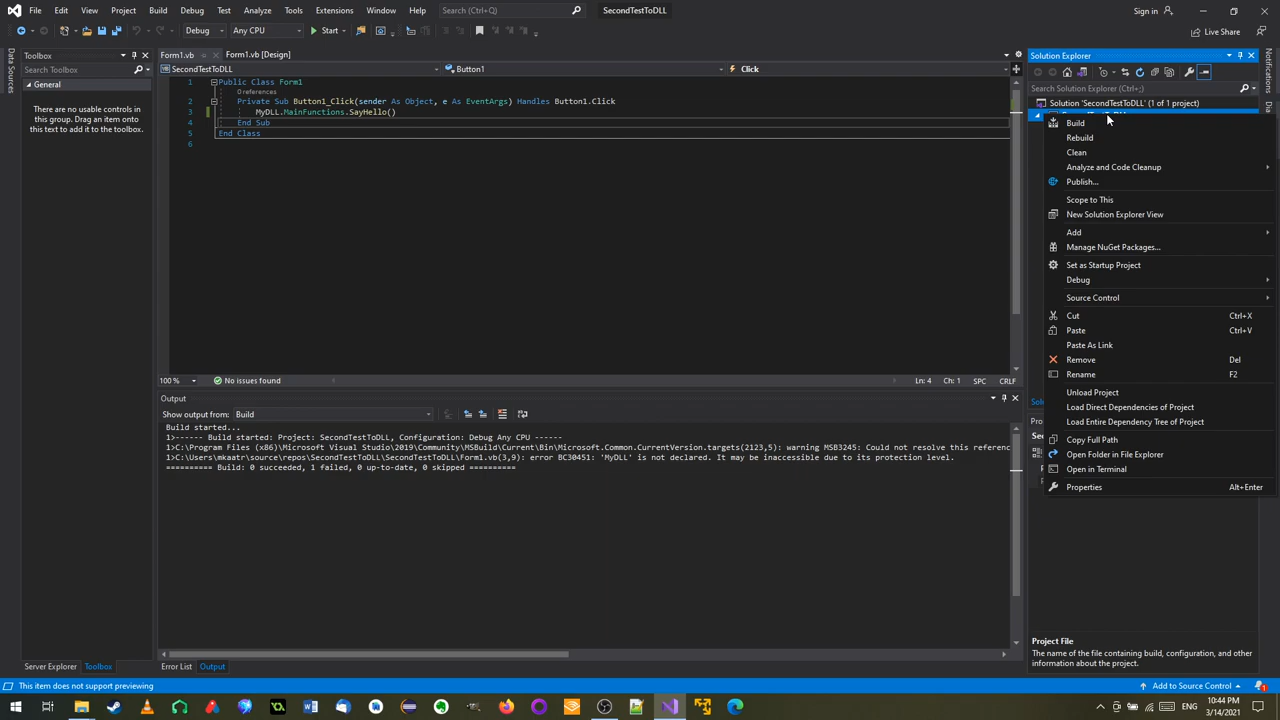 File Edit View Project Build Debug Test Analyze Tools Extensions Window Help Search (Ctrl+Q) SecondTestToDLL Sign in
Debug Any CPU Start Live Share
Data Sources
Toolbox
Search Toolbox
General
There are no usable controls in
this group. Drag an item onto
this text to add it to the toolbox.
Form1.vb Form1.vb [Design]
SecondTestToDLL Button1 Click
1 Public Class Form1
0 references
2 Private Sub Button1_Click(sender As Object, e As EventArgs) Handles Button1.Click
3 MyDLL.MainFunctions.SayHello()
4 End Sub
5 End Class
6
100 % No issues found Ln: 4 Ch: 1 SPC CRLF
Output
Show output from: Build
Build started...
1>------ Build started: Project: SecondTestToDLL, Configuration: Debug Any CPU ------
1>C:\Program Files (x86)\Microsoft Visual Studio\2019\Community\MSBuild\Current\Bin\Microsoft.Common.CurrentVersion.targets(2123,5): warning MSB3245: Could not resolve this referenc
1>C:\Users\mkaatr\source\repos\SecondTestToDLL\SecondTestToDLL\Form1.vb(3,9): error BC30451: 'MyDLL' is not declared. It may be inaccessible due to its protection level.
========== Build: 0 succeeded, 1 failed, 0 up-to-date, 0 skipped ==========
Server Explorer Toolbox
Error List Output
Solution Explorer
Search Solution Explorer (Ctrl+;)
Solution 'SecondTestToDLL' (1 of 1 project)
Build
Rebuild
Clean
Analyze and Code Cleanup
Publish...
Scope to This
New Solution Explorer View
Add
Manage NuGet Packages...
Set as Startup Project
Debug
Source Control
Cut Ctrl+X
Paste Ctrl+V
Paste As Link
Remove Del
Rename F2
Unload Project
Load Direct Dependencies of Project
Load Entire Dependency Tree of Project
Copy Full Path
Open Folder in File Explorer
Open in Terminal
Properties Alt+Enter
Project File
The name of the file containing build, configuration, and other
information about the project.
Notifications
This item does not support previewing
Add to Source Control 1
ENG 10:44 PM
3/14/2021